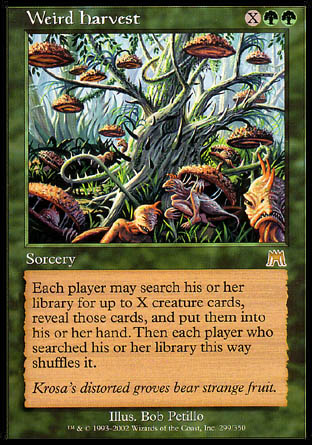 Weird Harvest X
Sorcery
Each player may search his or her
library for up to X creature cards,
reveal those cards, and put them into
his or her hand. Then each player who
searched his or her library this way
shuffles it.
Krosa's distorted groves bear strange fruit.
Illus. Bob Petillo
™ & © 1993-2002 Wizards of the Coast, Inc. 299/350